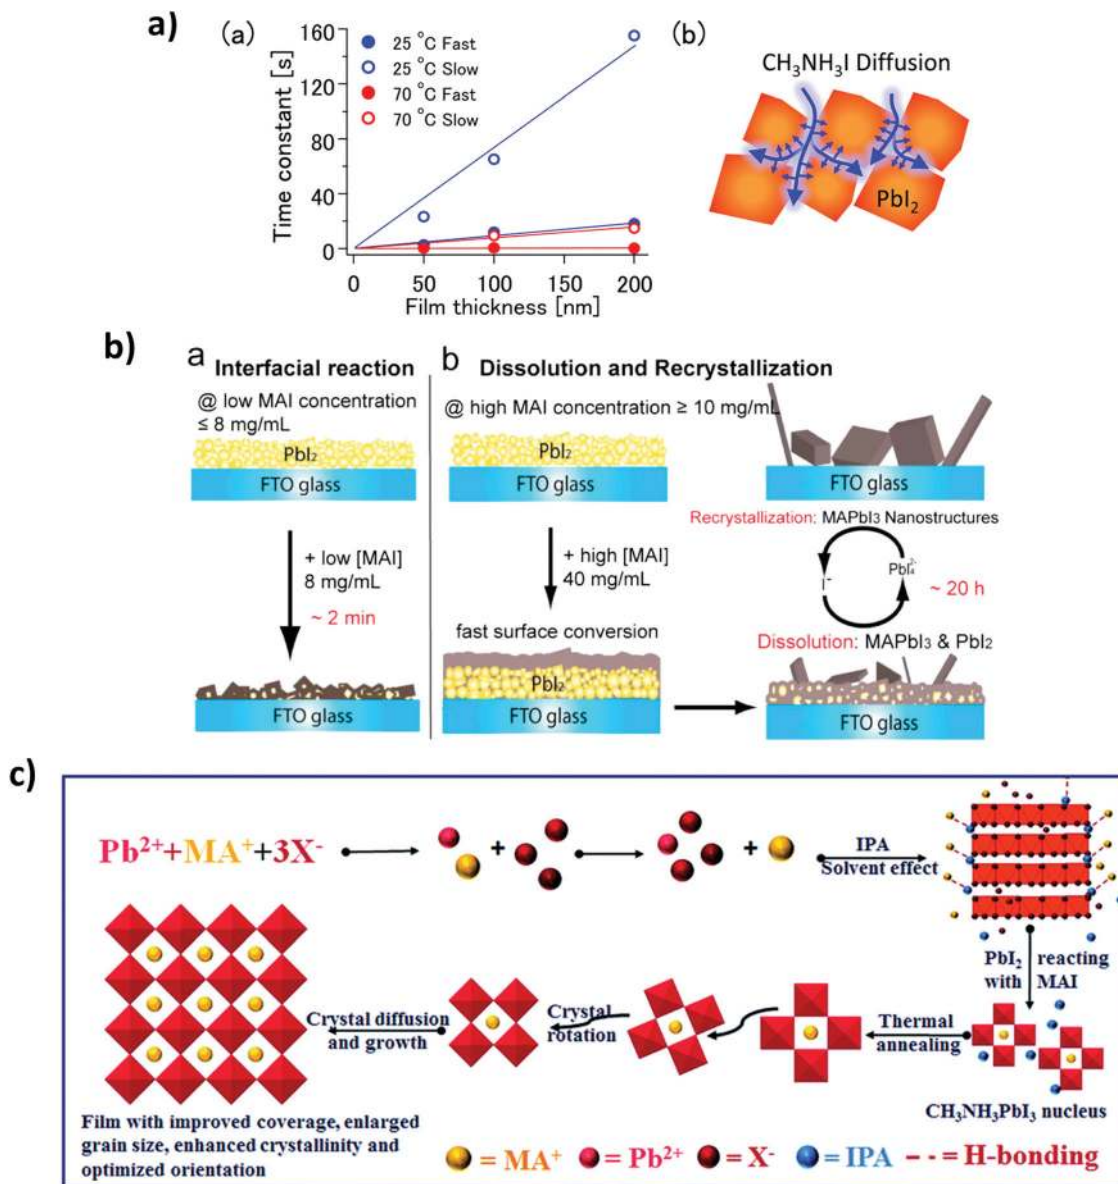 a)
(a)
160
120
80
40
0
Time constant [s]
25 °C Fast
25 °C Slow
70 °C Fast
70 °C Slow
0 50 100 150 200
Film thickness [nm]
(b)
CH₃NH₃I Diffusion
PbI₂
b)
a
Interfacial reaction
@ low MAI concentration
≤ 8 mg/mL
PbI₂
FTO glass
+ low [MAI]
8 mg/mL
~ 2 min
FTO glass
b
Dissolution and Recrystallization
@ high MAI concentration ≥ 10 mg/mL
PbI₂
FTO glass
+ high [MAI]
40 mg/mL
fast surface conversion
PbI₂
FTO glass
FTO glass
Recrystallization: MAPbI₃ Nanostructures
I⁻
PbI₄²⁻
~ 20 h
Dissolution: MAPbI₃ & PbI₂
FTO glass
c)
Pb²⁺+MA⁺+3X⁻
+
+
IPA
Solvent effect
PbI₂ reacting
with MAI
CH₃NH₃PbI₃ nucleus
Thermal
annealing
Crystal
rotation
Crystal diffusion
and growth
Film with improved coverage, enlarged
grain size, enhanced crystallinity and
optimized orientation
= MA⁺ = Pb²⁺ = X⁻ = IPA = H-bonding